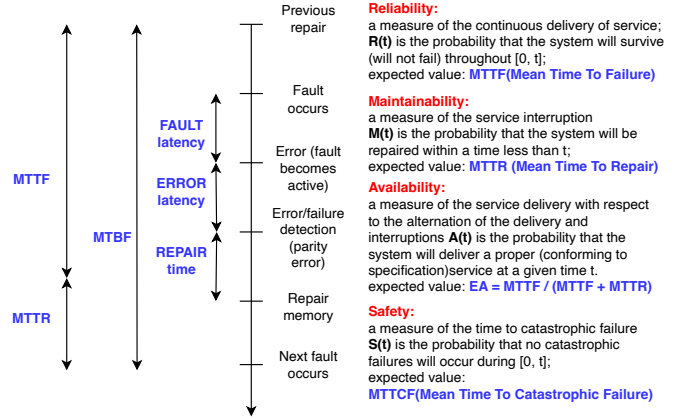 Previous
repair
Fault
occurs
FAULT
latency
Error (fault
becomes
active)
MTTF
ERROR
latency
Error/failure
detection
(parity
error)
MTBF
REPAIR
time
Repair
memory
MTTR
Next fault
occurs
Reliability:
a measure of the continuous delivery of service;
R(t) is the probability that the system will survive
(will not fail) throughout [0, t];
expected value: MTTF(Mean Time To Failure)
Maintainability:
a measure of the service interruption
M(t) is the probability that the system will be
repaired within a time less than t;
expected value: MTTR (Mean Time To Repair)
Availability:
a measure of the service delivery with respect
to the alternation of the delivery and
interruptions A(t) is the probability that the
system will deliver a proper (conforming to
specification)service at a given time t.
expected value: EA = MTTF / (MTTF + MTTR)
Safety:
a measure of the time to catastrophic failure
S(t) is the probability that no catastrophic
failures will occur during [0, t];
expected value:
MTTCF(Mean Time To Catastrophic Failure)